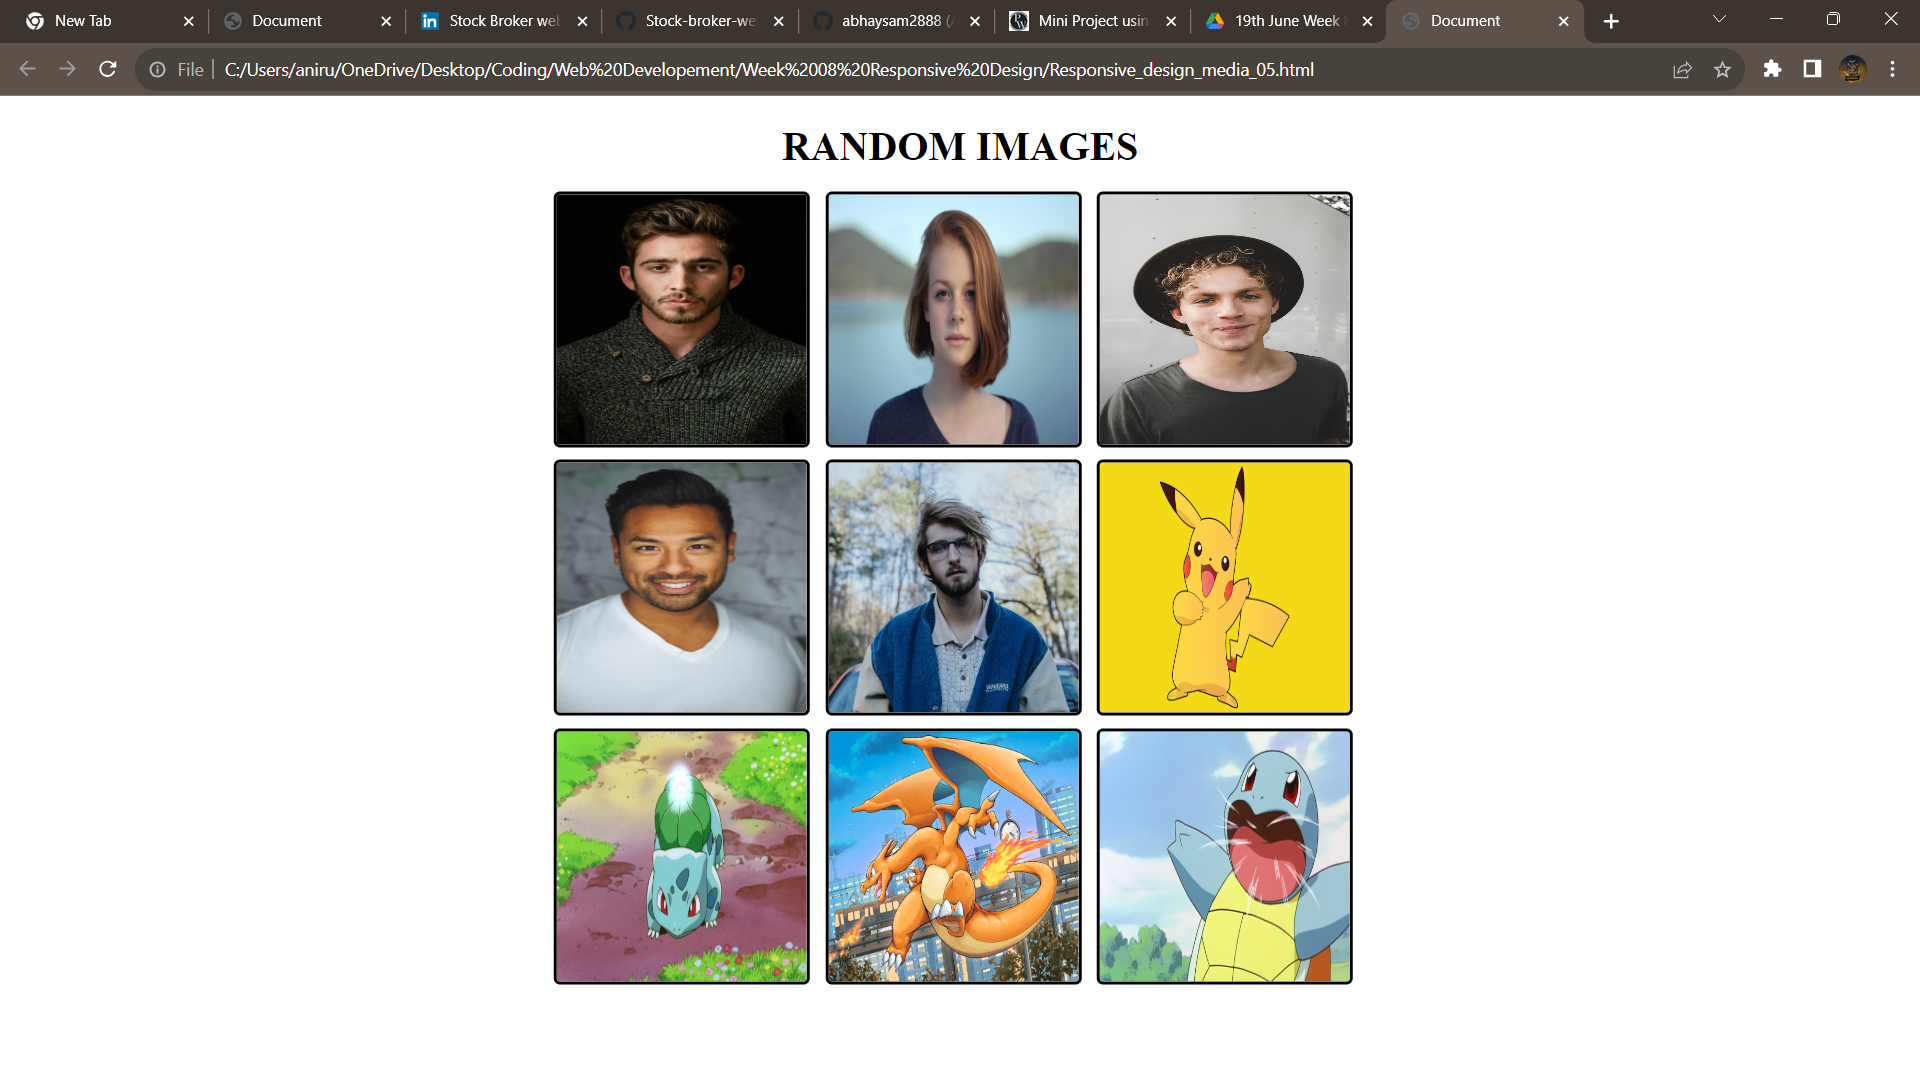 New Tab
Document
Stock Broker web
Stock-broker-we
abhaysam2888 (
Mini Project usin
19th June Week
Document
File
C:/Users/aniru/OneDrive/Desktop/Coding/Web%20Developement/Week%2008%20Responsive%20Design/Responsive_design_media_05.html
RANDOM IMAGES